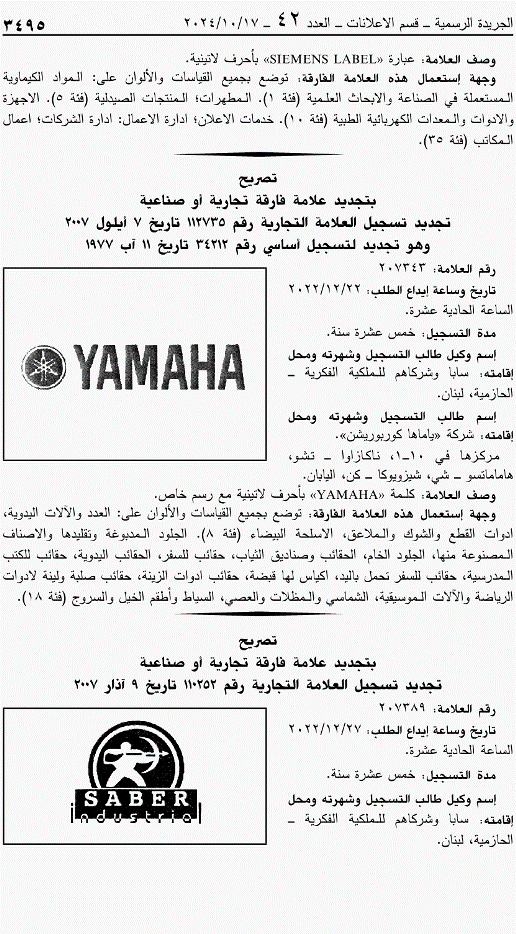 الجريدة الرسمية ــ قسم الاعلانات ــ العدد ٤٢ ــ ٢٠٢٤/١٠/١٧
٣٤٩٥
وصف العلامة: عبارة «SIEMENS LABEL» بأحرف لاتينية.
وجهة إستعمال هذه العلامة الفارقة: توضع بجميع القياسات والألوان على: المواد الكيماوية
المستعملة في الصناعة والابحاث العلمية (فئة ١). المطهرات؛ المنتجات الصيدلية (فئة ٥). الاجهزة
والادوات والمعدات الكهربائية الطبية (فئة ١٠). خدمات الاعلان؛ ادارة الاعمال: ادارة الشركات؛ اعمال
المكاتب (فئة ٣٥).
تصريح
بتجديد علامة فارقة تجارية أو صناعية
تجديد تسجيل العلامة التجارية رقم ١١٢٧٣٥ تاريخ ٧ أيلول ٢٠٠٧
وهو تجديد لتسجيل أساسي رقم ٣٤٢١٢ تاريخ ١١ آب ١٩٧٧
رقم العلامة: ٢٠٧٣٤٣
تاريخ وساعة إيداع الطلب: ٢٠٢٢/١٢/٢٢
الساعة الحادية عشرة.
مدة التسجيل: خمس عشرة سنة.
إسم وكيل طالب التسجيل وشهرته ومحل
إقامته: سابا وشركاهم للملكية الفكرية ــ
الحازمية، لبنان.
إسم طالب التسجيل وشهرته ومحل
إقامته: شركة «ياماها كوربوريشن».
مركزها في ١٠ــ١، ناكازاوا ــ تشو،
هاماماتسو ــ شي، شيزويوكا ــ كن، اليابان.
YAMAHA
وصف العلامة: كلمة «YAMAHA» بأحرف لاتينية مع رسم خاص.
وجهة إستعمال هذه العلامة الفارقة: توضع بجميع القياسات والألوان على: العدد والآلات اليدوية،
ادوات القطع والشوك والملاعق، الاسلحة البيضاء (فئة ٨). الجلود المدبوغة وتقليدها والاصناف
المصنوعة منها، الجلود الخام، الحقائب وصناديق الثياب، حقائب للسفر، الحقائب اليدوية، حقائب للكتب
المدرسية، حقائب للسفر تحمل باليد، اكياس لها قبضة، حقائب ادوات الزينة، حقائب صلبة ولينة لادوات
الرياضة والآلات الموسيقية، الشماسي والمظلات والعصي، السياط وأطقم الخيل والسروج (فئة ١٨).
تصريح
بتجديد علامة فارقة تجارية أو صناعية
تجديد تسجيل العلامة التجارية رقم ١١٠٢٥٢ تاريخ ٩ آذار ٢٠٠٧
رقم العلامة: ٢٠٧٣٨٩
تاريخ وساعة إيداع الطلب: ٢٠٢٢/١٢/٢٧
الساعة الحادية عشرة.
مدة التسجيل: خمس عشرة سنة.
إسم وكيل طالب التسجيل وشهرته ومحل
إقامته: سابا وشركاهم للملكية الفكرية ــ
الحازمية، لبنان.
SABER
industrial